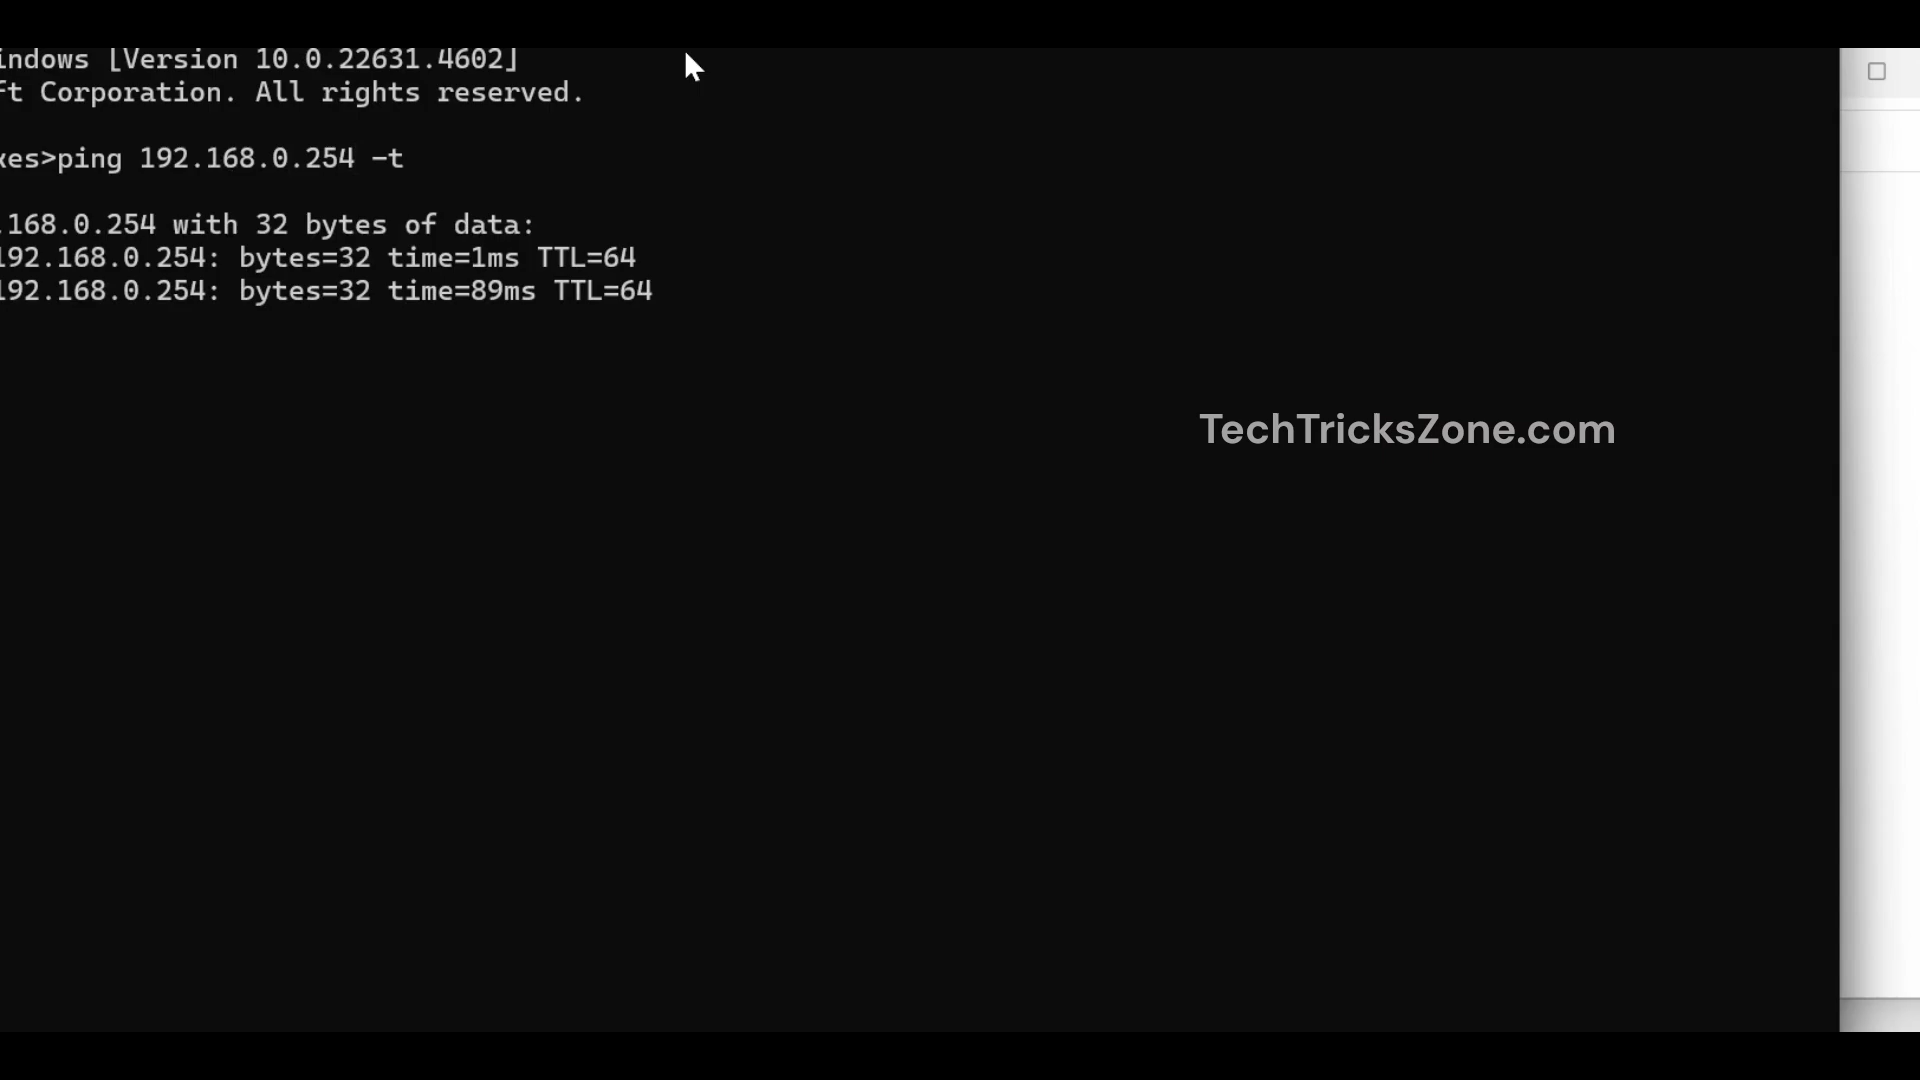 indows [Version 10.0.22631.4602]
ft Corporation. All rights reserved.
xes>ping 192.168.0.254 -t
.168.0.254 with 32 bytes of data:
192.168.0.254: bytes=32 time=1ms TTL=64
192.168.0.254: bytes=32 time=89ms TTL=64
TechTricksZone.com